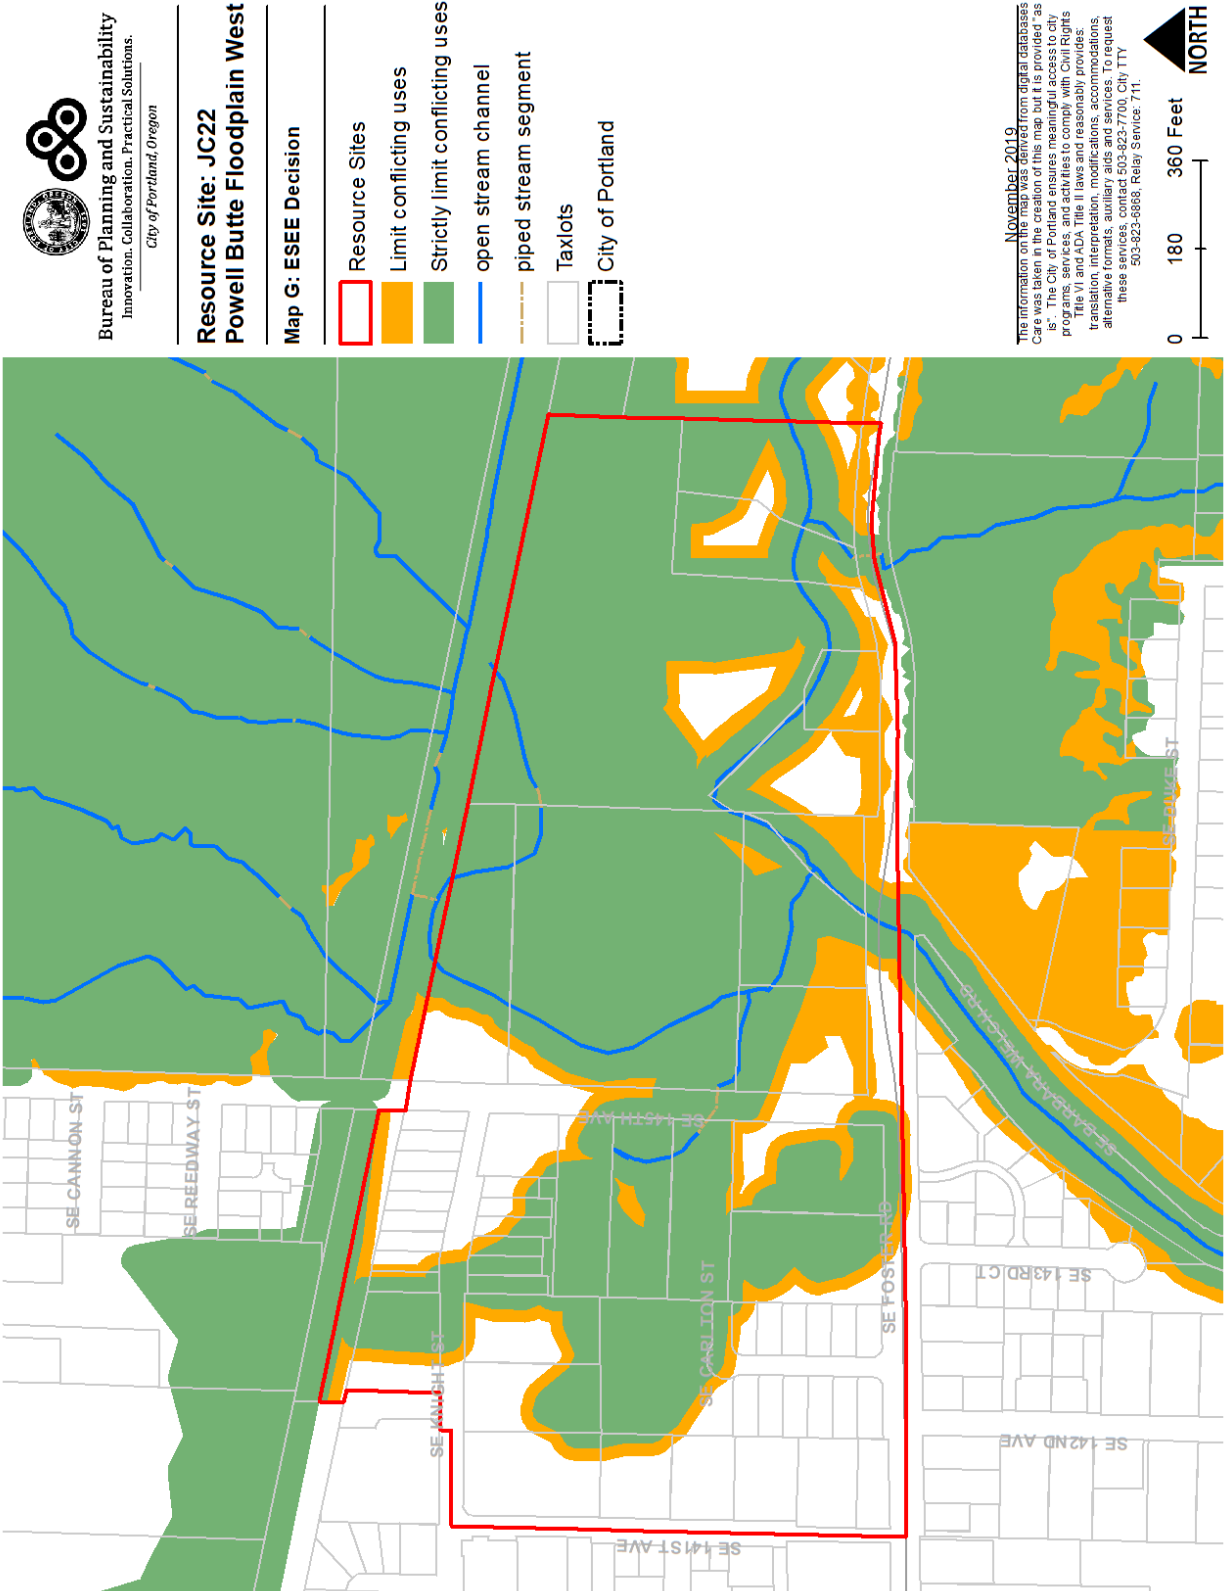 Bureau of Planning and Sustainability
Innovation. Collaboration. Practical Solutions.
City of Portland, Oregon
Resource Site: JC22
Powell Butte Floodplain West
Map G: ESEE Decision
Resource Sites
Limit conflicting uses
Strictly limit conflicting uses
open stream channel
piped stream segment
Taxlots
City of Portland
November 2019
The information on the map was derived from digital databases
Care was taken in the creation of this map but it is provided "as
is". The City of Portland ensures meaningful access to city
programs, services, and activities to comply with Civil Rights
Title VI and ADA Title II laws and reasonably provides:
translation, interpretation, modifications, accommodations,
alternative formats, auxiliary aids and services. To request
these services, contact 503-823-7700, City TTY
503-823-6868, Relay Service: 711.
0 180 360 Feet
NORTH
SE CANNON ST
SE REEDWAY ST
SE KNIGHT ST
SE 145TH AVE
SE CARLTON ST
SE FOSTER RD
SE 141ST AVE
SE 142ND AVE
SE 143RD CT
SE BARBARA WELCH RD
SE DUKE ST